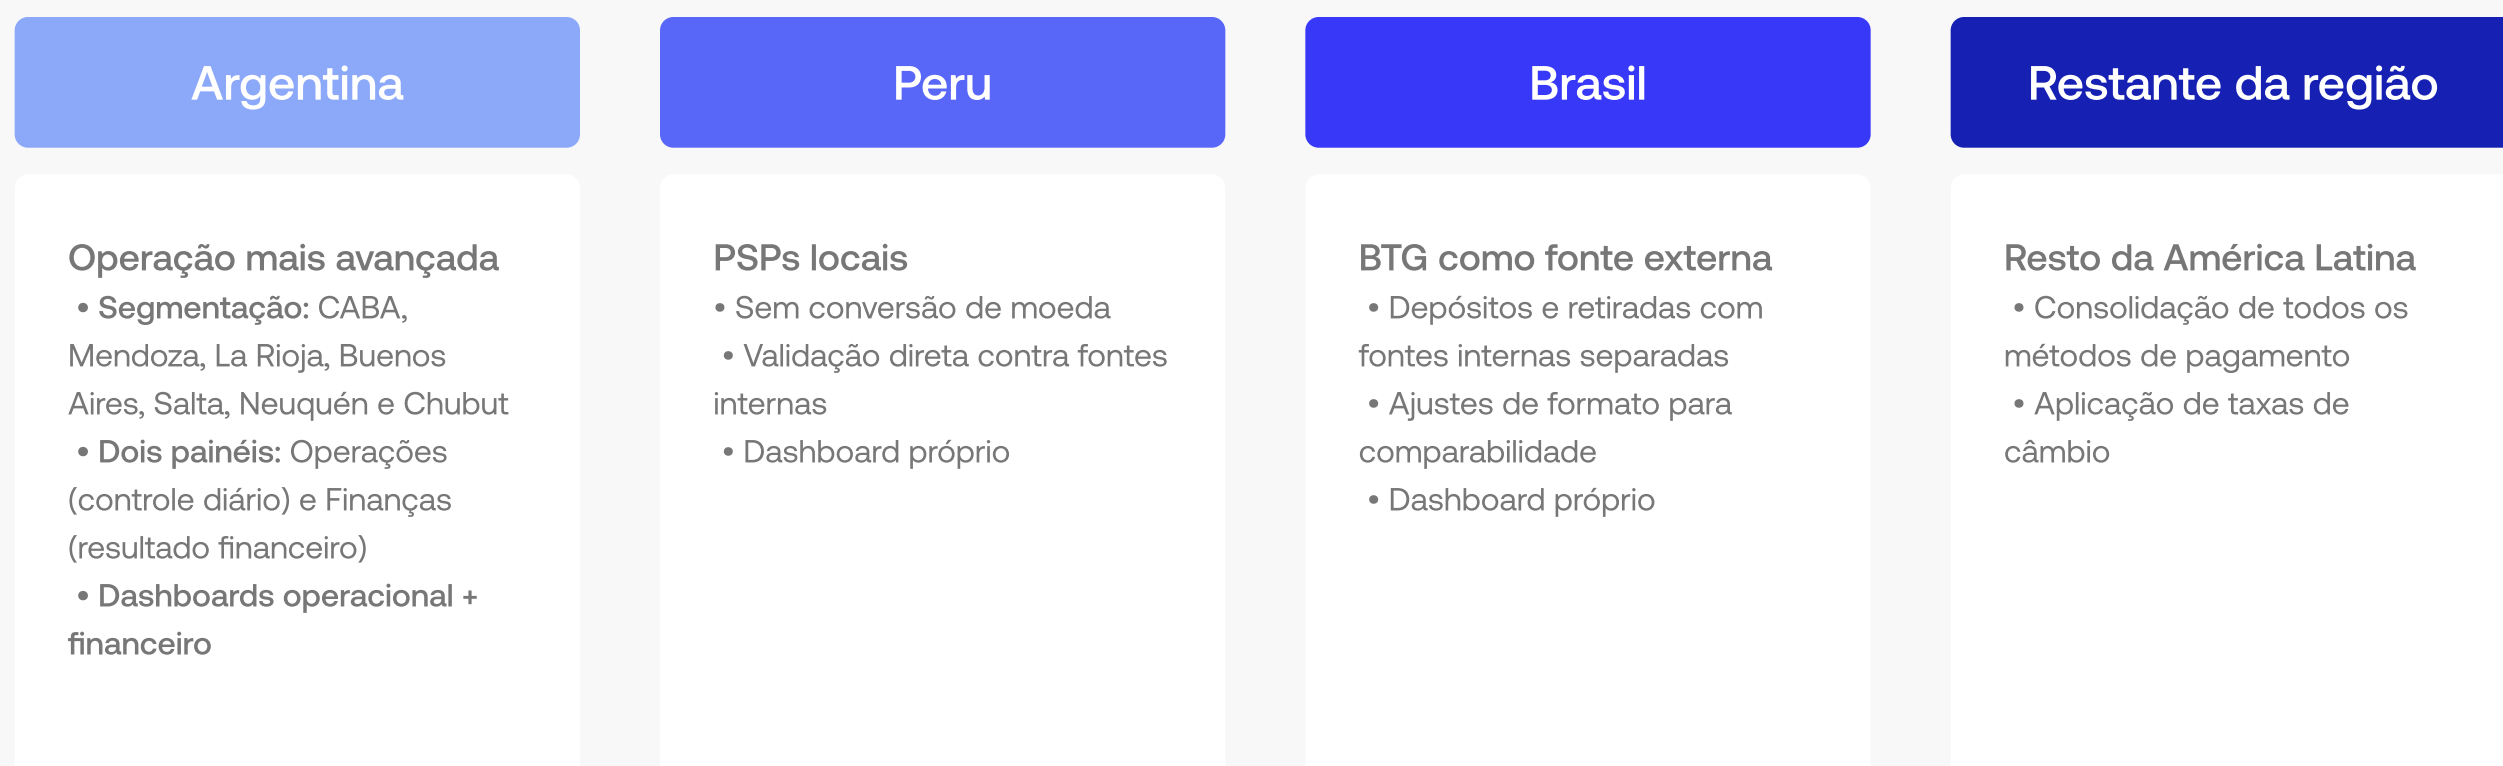 Argentina
Operação mais avançada
• Segmentação: CABA,
Mendoza, La Rioja, Buenos
Aires, Salta, Neuquén e Chubut
• Dois painéis: Operações
(controle diário) e Finanças
(resultado financeiro)
• Dashboards operacional +
financeiro
Peru
PSPs locais
• Sem conversão de moeda
• Validação direta contra fontes
internas
• Dashboard próprio
Brasil
BTG como fonte externa
• Depósitos e retiradas com
fontes internas separadas
• Ajustes de formato para
comparabilidade
• Dashboard próprio
Restante da região
Resto da América Latina
• Consolidação de todos os
métodos de pagamento
• Aplicação de taxas de
câmbio